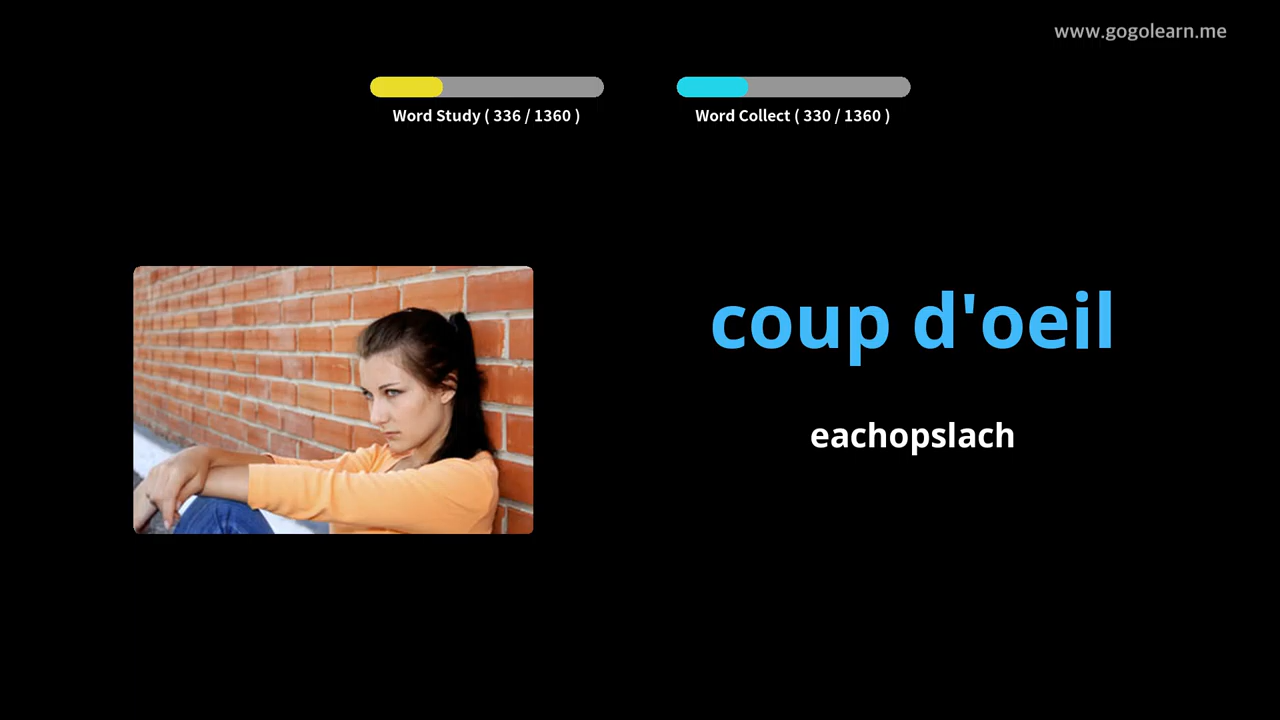 www.gogolearn.me
Word Study ( 336 / 1360 )
Word Collect ( 330 / 1360 )
coup d'oeil
eachopslach